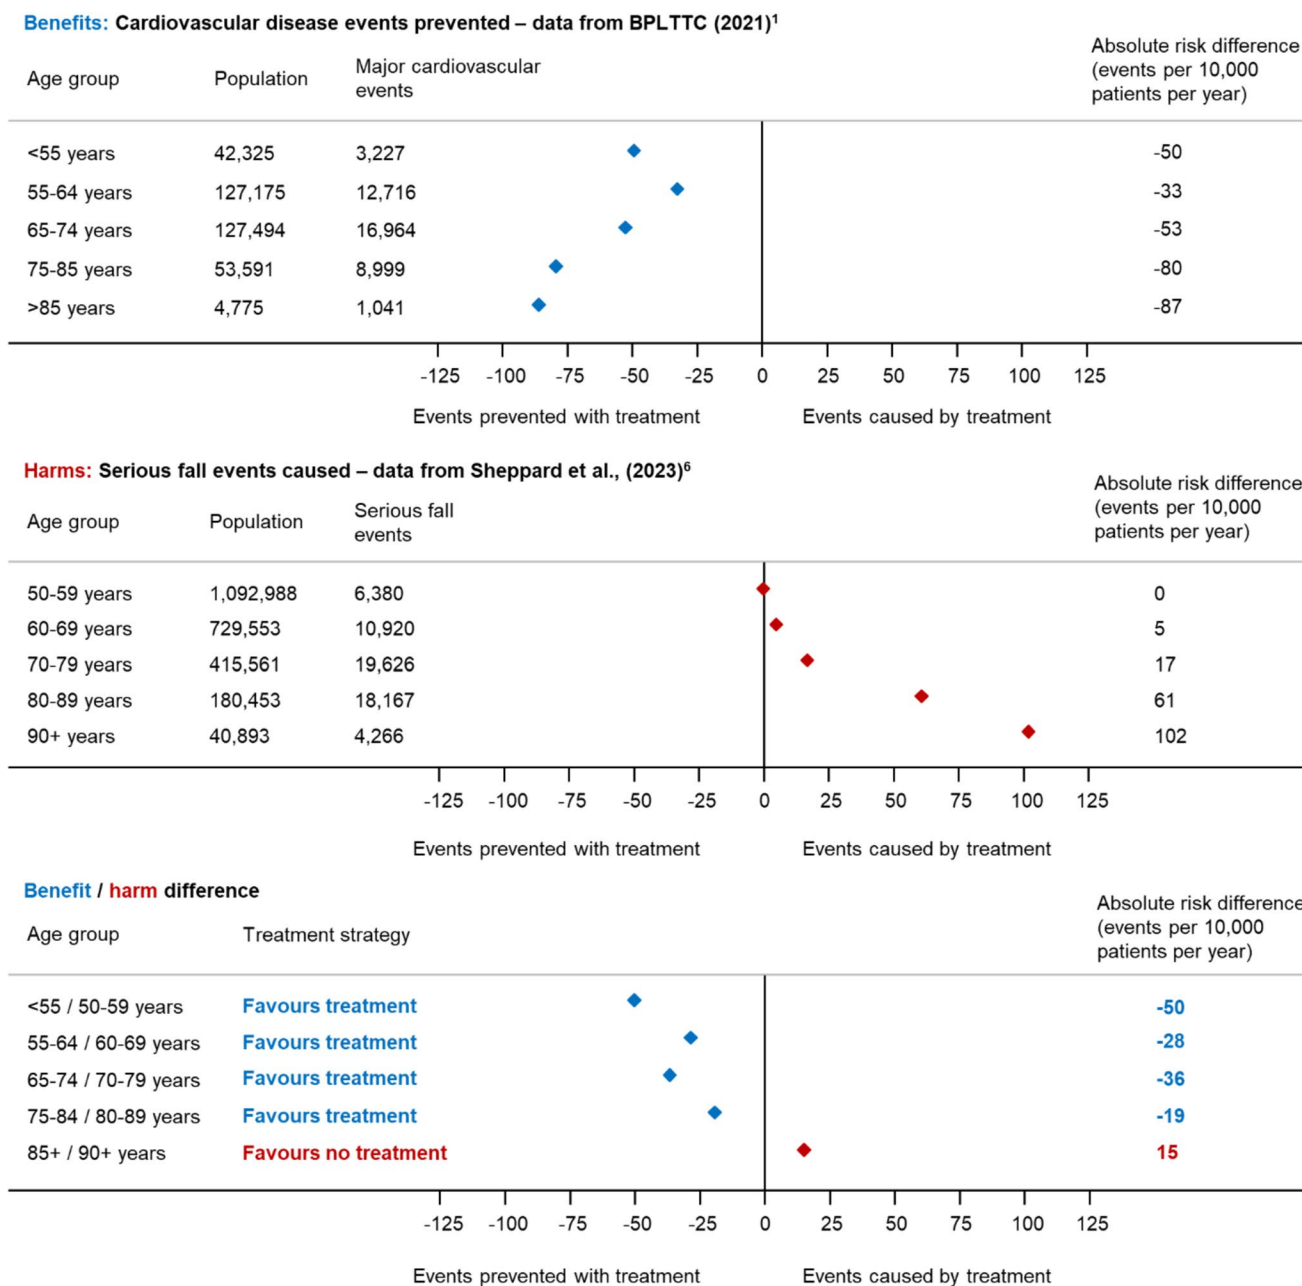 Benefits: Cardiovascular disease events prevented – data from BPLTTC (2021)1
Age group Population Major cardiovascular events Absolute risk difference (events per 10,000 patients per year)
<55 years 42,325 3,227 -50
55-64 years 127,175 12,716 -33
65-74 years 127,494 16,964 -53
75-85 years 53,591 8,999 -80
>85 years 4,775 1,041 -87
-125 -100 -75 -50 -25 0 25 50 75 100 125
Events prevented with treatment Events caused by treatment
Harms: Serious fall events caused – data from Sheppard et al., (2023)6
Age group Population Serious fall events Absolute risk difference (events per 10,000 patients per year)
50-59 years 1,092,988 6,380 0
60-69 years 729,553 10,920 5
70-79 years 415,561 19,626 17
80-89 years 180,453 18,167 61
90+ years 40,893 4,266 102
-125 -100 -75 -50 -25 0 25 50 75 100 125
Events prevented with treatment Events caused by treatment
Benefit / harm difference
Age group Treatment strategy Absolute risk difference (events per 10,000 patients per year)
<55 / 50-59 years Favours treatment -50
55-64 / 60-69 years Favours treatment -28
65-74 / 70-79 years Favours treatment -36
75-84 / 80-89 years Favours treatment -19
85+ / 90+ years Favours no treatment 15
-125 -100 -75 -50 -25 0 25 50 75 100 125
Events prevented with treatment Events caused by treatment